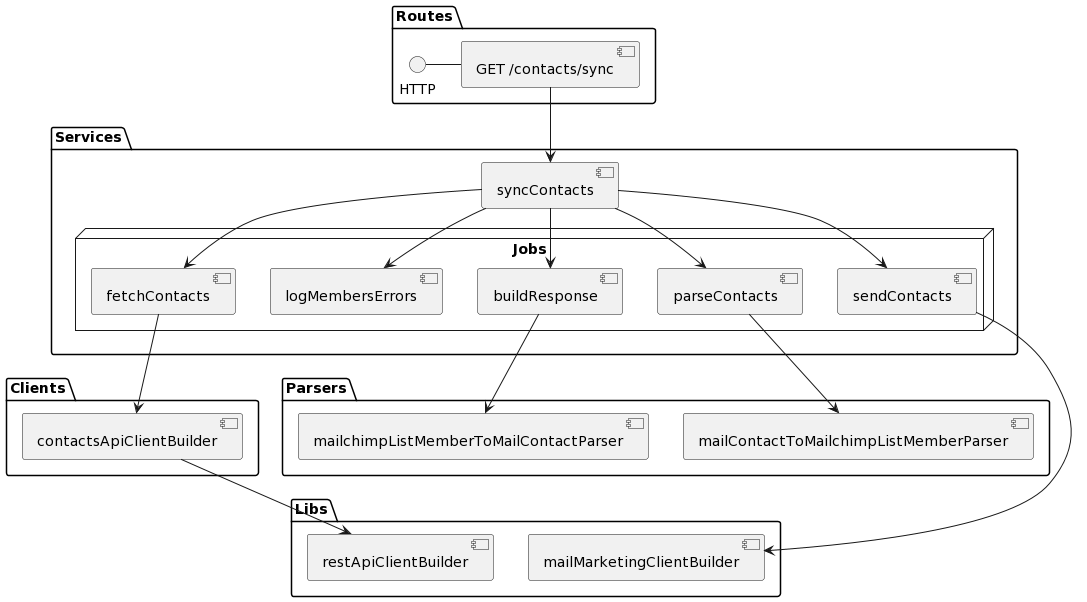 Routes
GET /contacts/sync
HTTP
Services
syncContacts
Jobs
fetchContacts
logMembersErrors
buildResponse
parseContacts
sendContacts
Clients
Parsers
contactsApiClientBuilder
mailchimpListMemberToMailContactParser
mailContactToMailchimpListMemberParser
Libs
restApiClientBuilder
mailMarketingClientBuilder